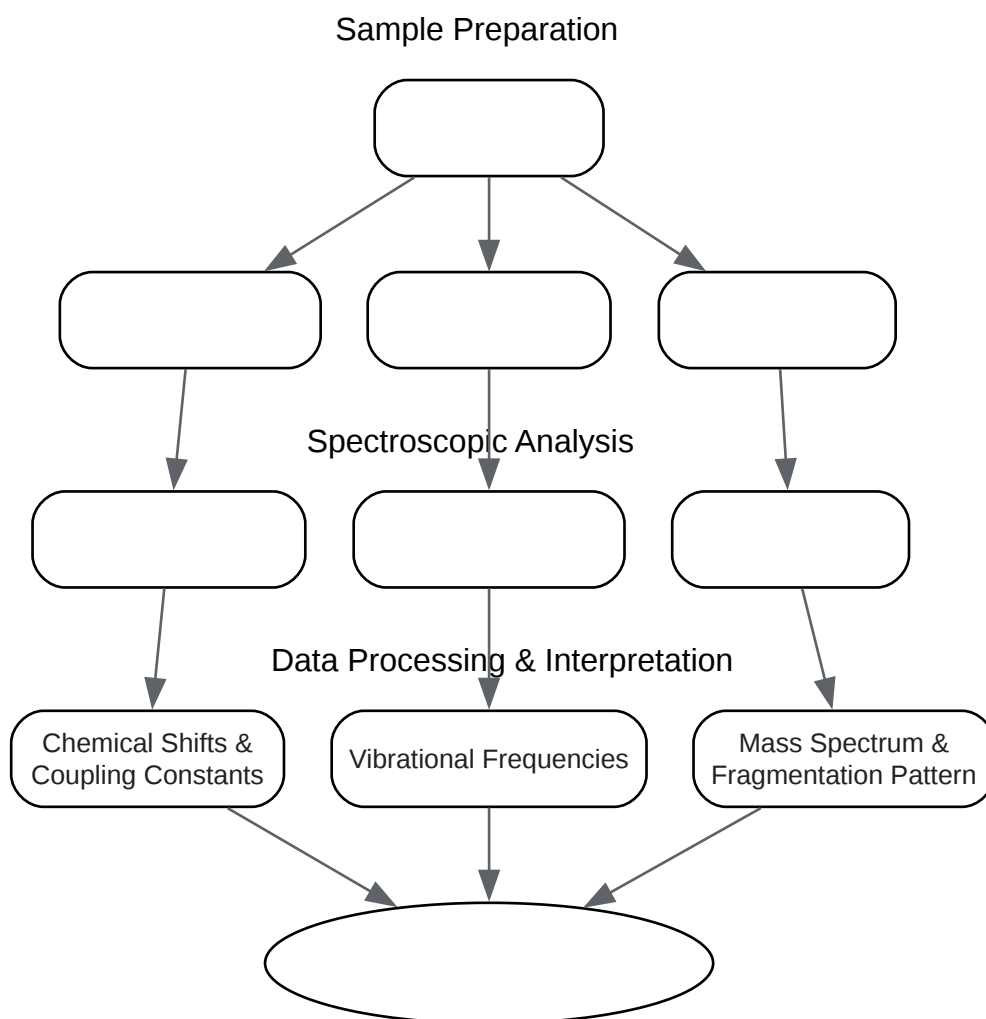 Sample Preparation
Spectroscopic Analysis
Data Processing & Interpretation
Chemical Shifts &
Coupling Constants
Vibrational Frequencies
Mass Spectrum &
Fragmentation Pattern